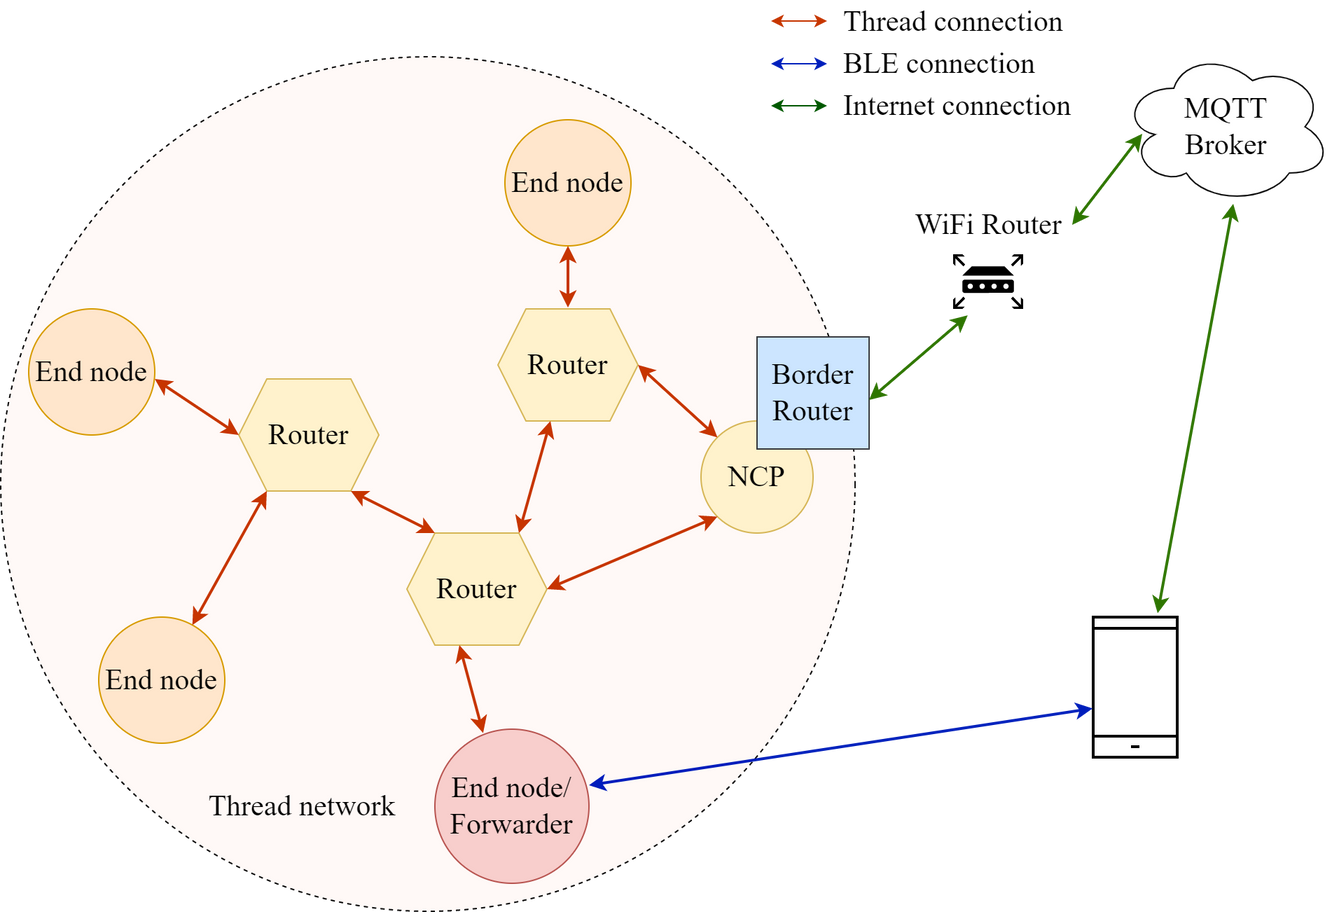 Thread connection
BLE connection
Internet connection
MQTT
Broker
End node
WiFi Router
End node
Router
Border
Router
Router
NCP
Router
End node
End node/
Forwarder
Thread network